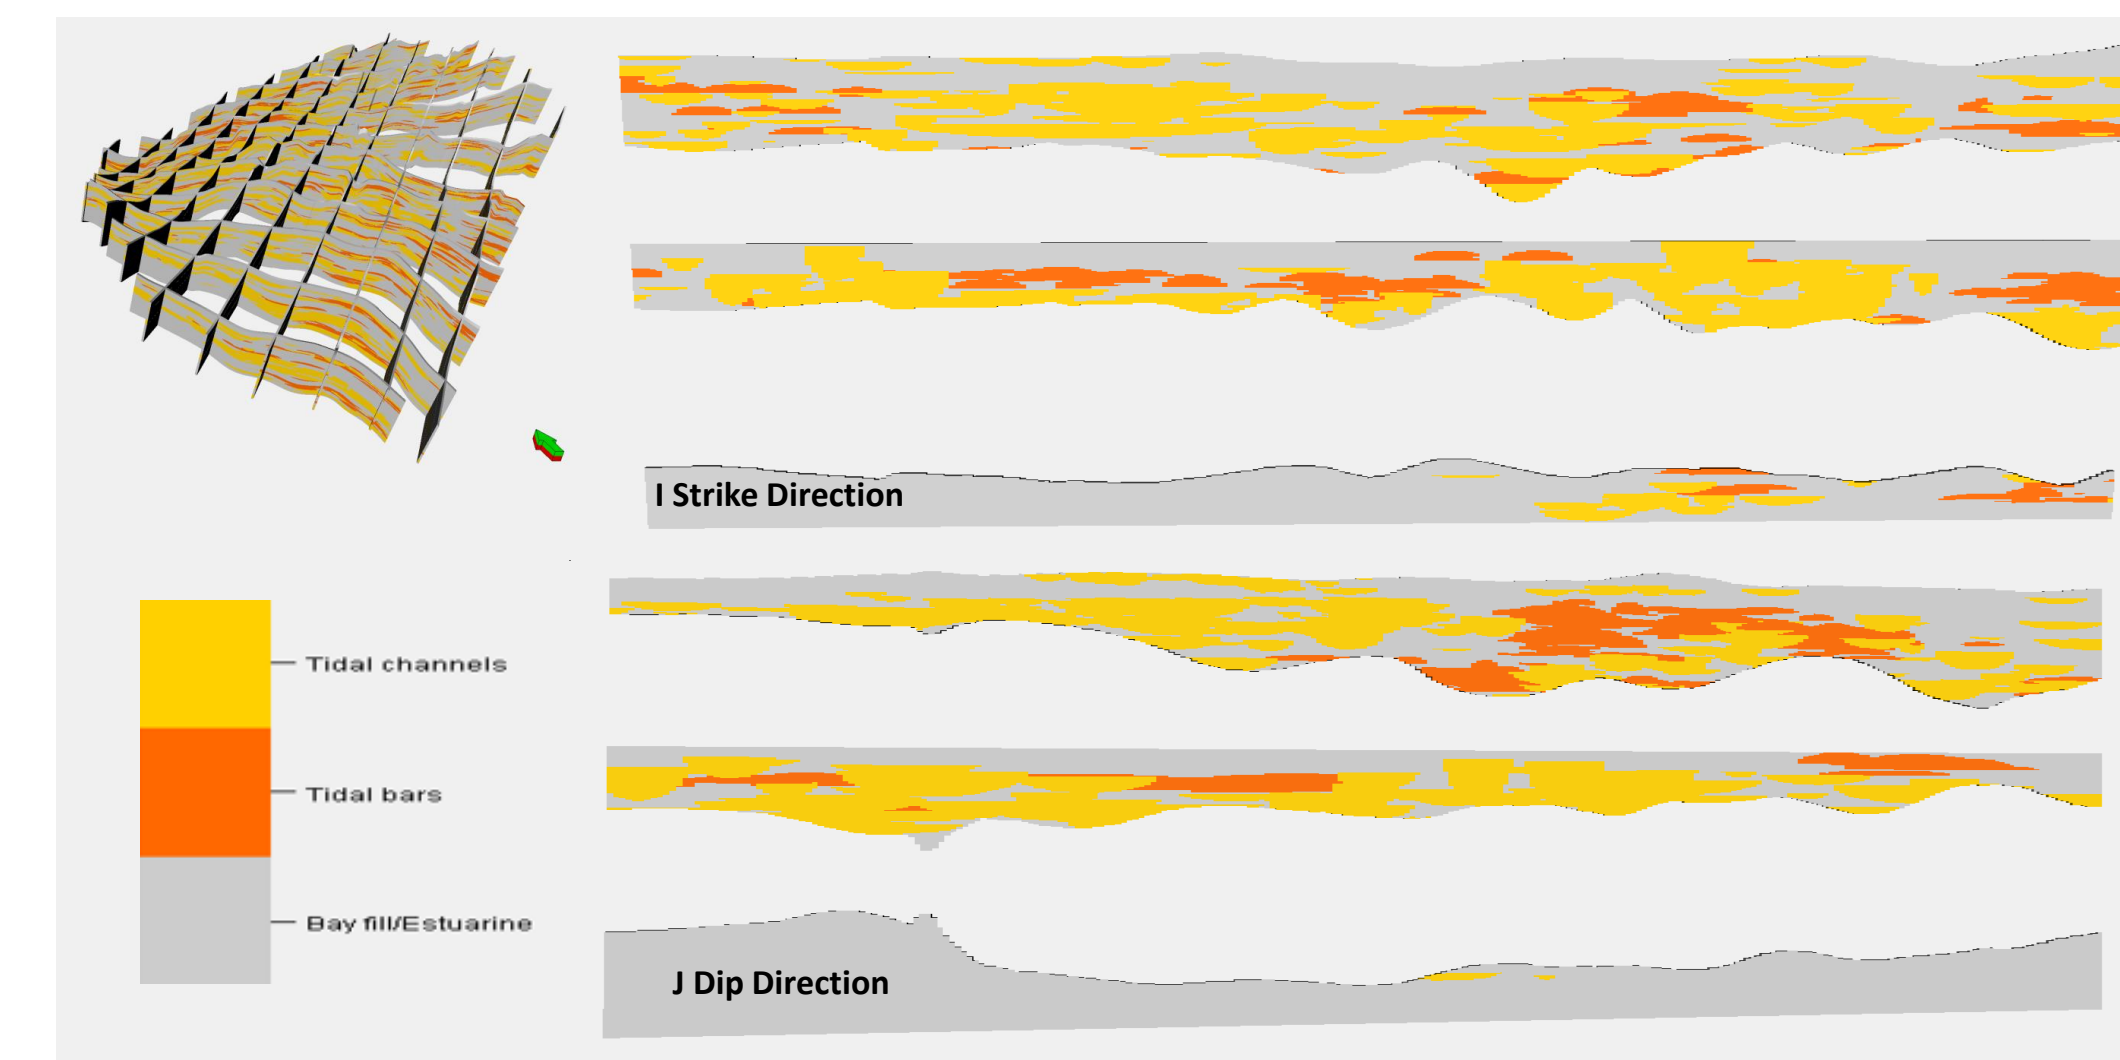 I Strike Direction
Tidal channels
Tidal bars
Bay fill/Estuarine
J Dip Direction